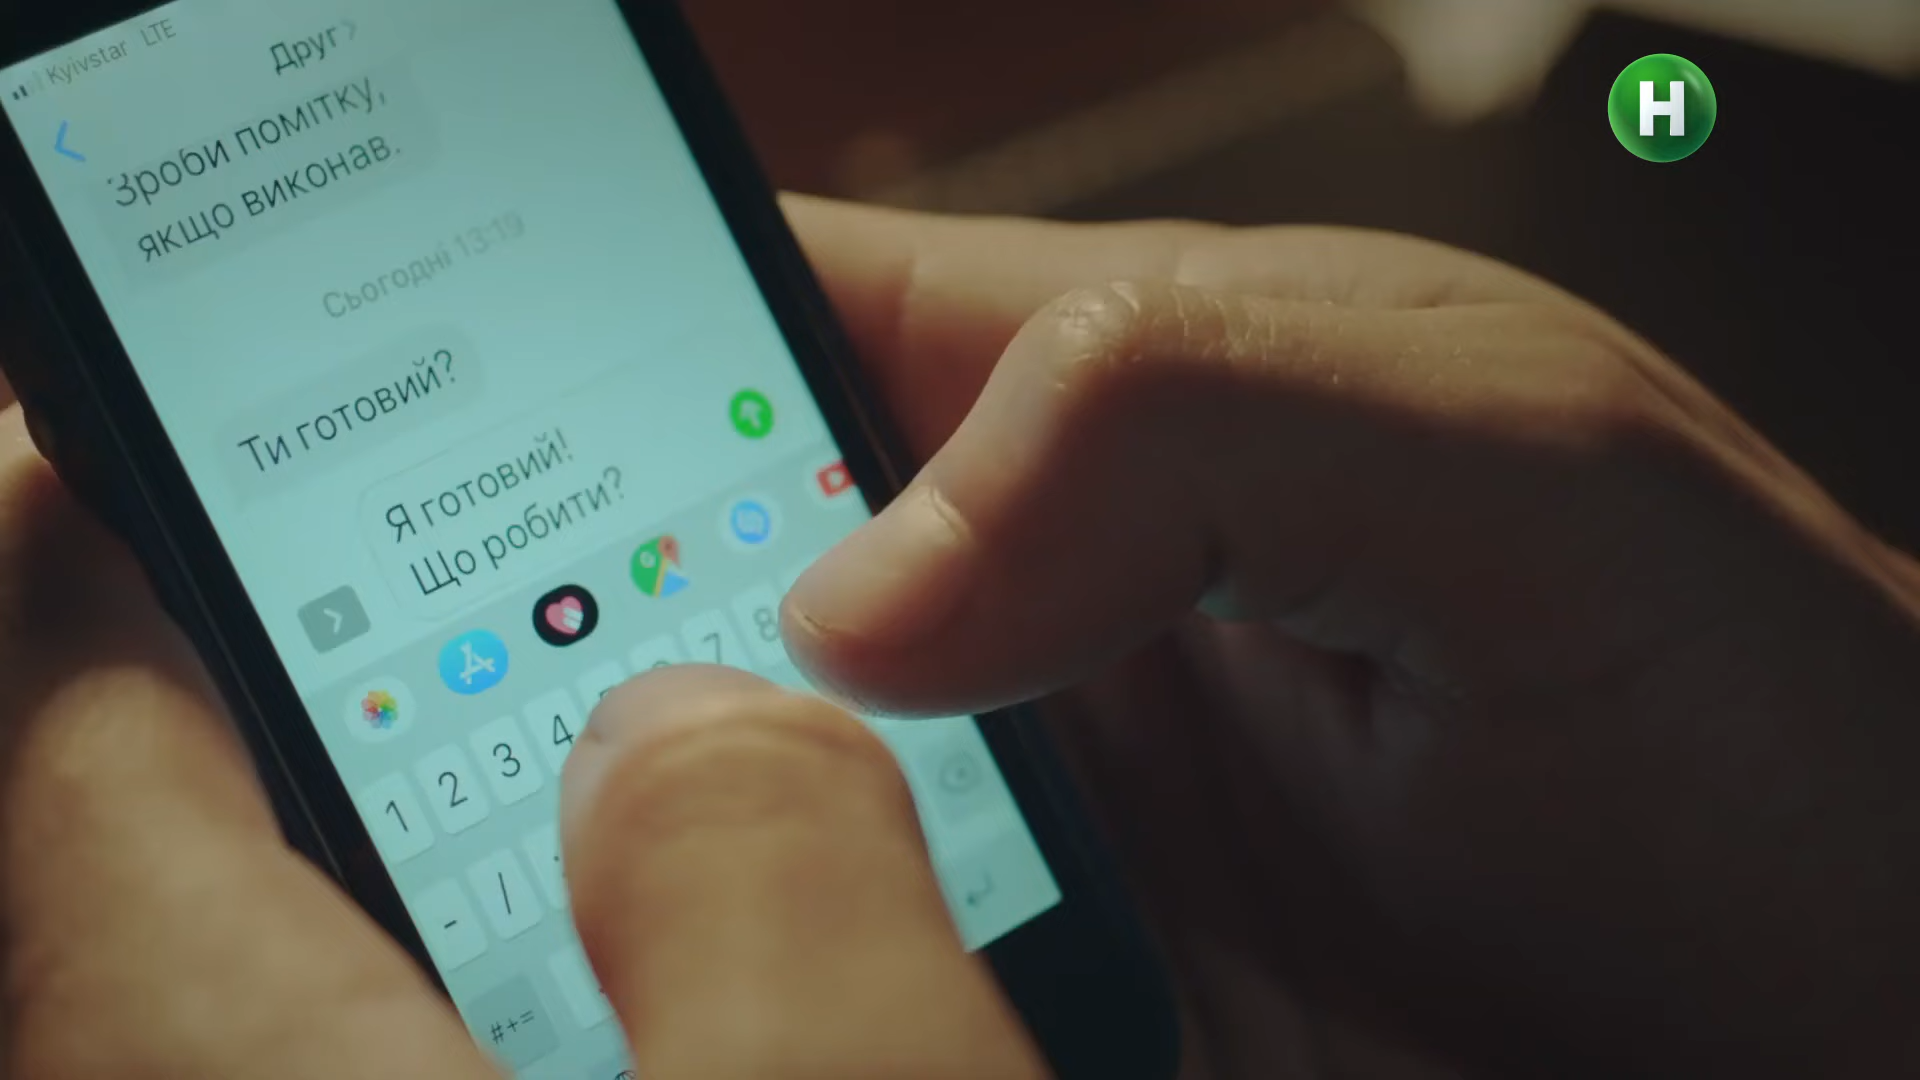 Kyivstar LTE
Друг
Зроби помітку,
якщо виконав.
Сьогодні 13:19
Ти готовий?
Я готовий!
Що робити?
1 2 3 4 7 8
- /
#+=
Н